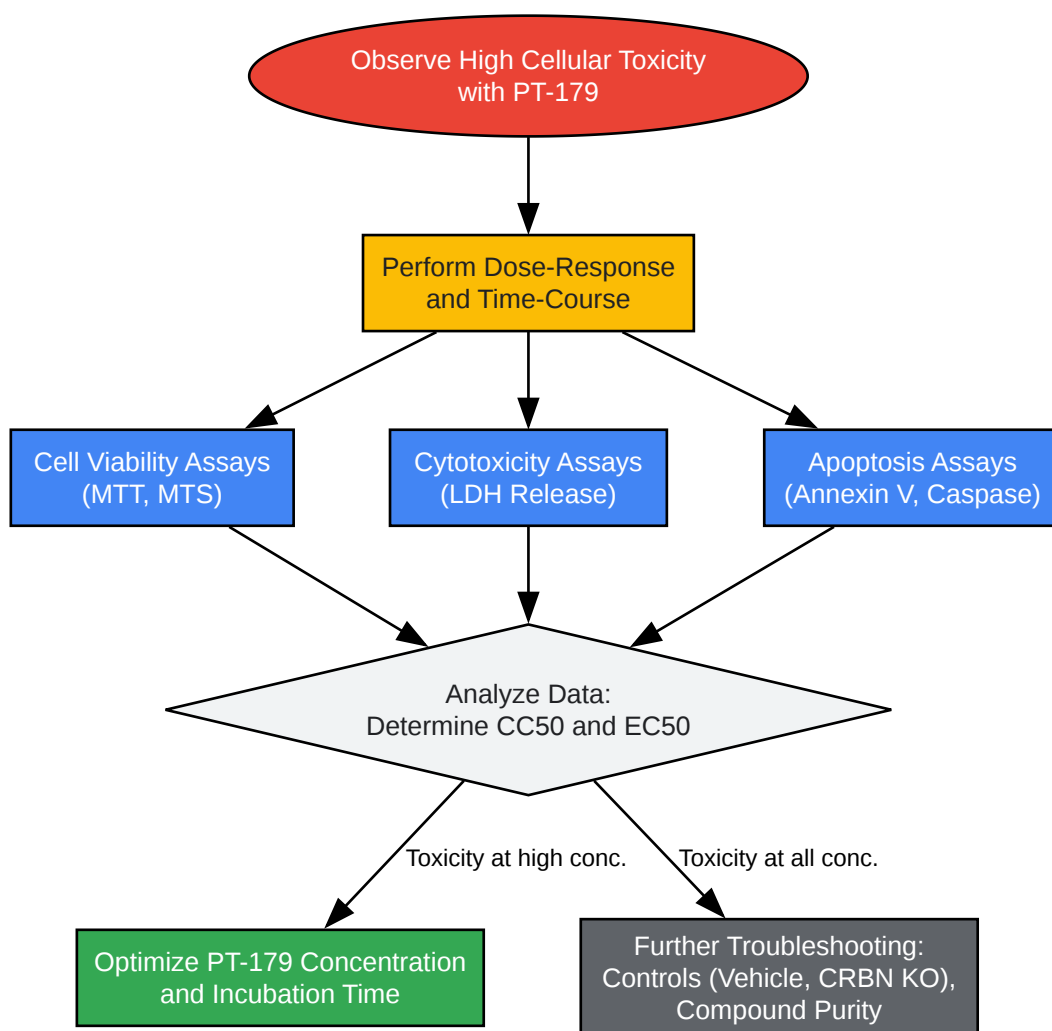 Observe High Cellular Toxicity
with PT-179
Perform Dose-Response
and Time-Course
Cell Viability Assays
(MTT, MTS)
Cytotoxicity Assays
(LDH Release)
Apoptosis Assays
(Annexin V, Caspase)
Analyze Data:
Determine CC50 and EC50
Toxicity at high conc.
Toxicity at all conc.
Optimize PT-179 Concentration
and Incubation Time
Further Troubleshooting:
Controls (Vehicle, CRBN KO),
Compound Purity